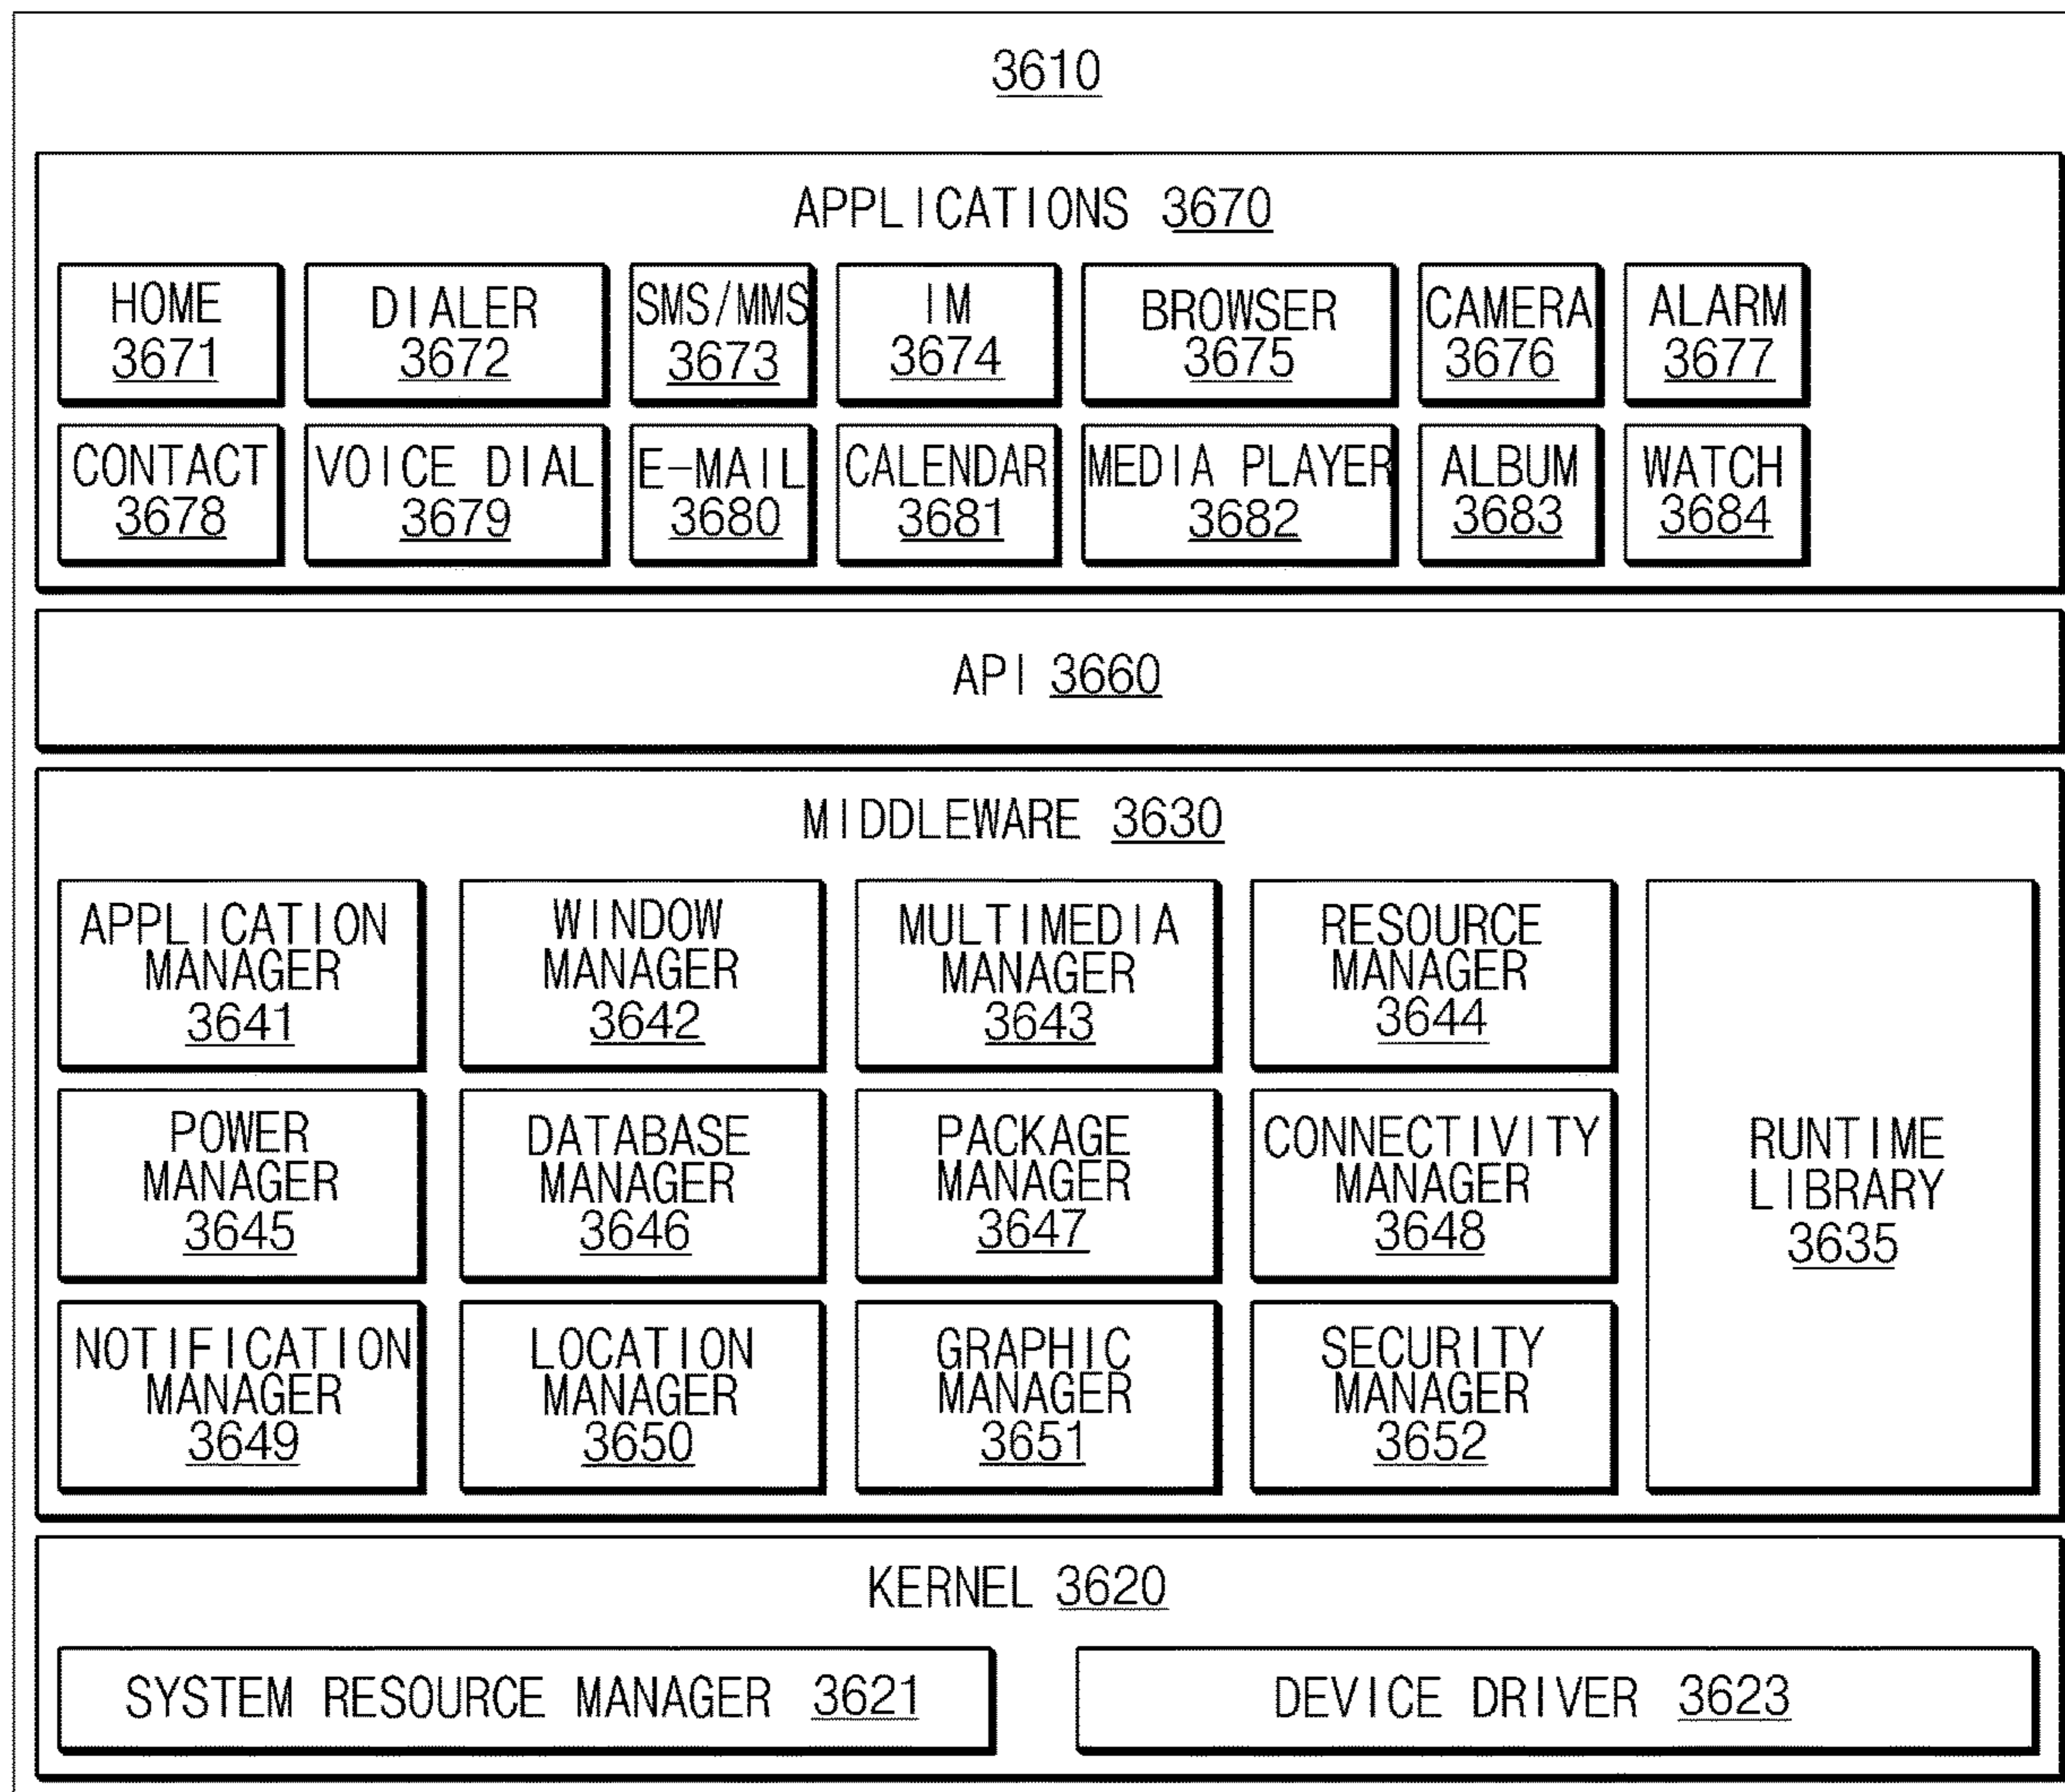 3610
APPLICATIONS 3670
HOME
3671
DIALER
3672
SMS/MMS
3673
IM
3674
BROWSER
3675
CAMERA
3676
ALARM
3677
CONTACT
3678
VOICE DIAL
3679
E-MAIL
3680
CALENDAR
3681
MEDIA PLAYER
3682
ALBUM
3683
WATCH
3684
API 3660
MIDDLEWARE 3630
APPLICATION
MANAGER
3641
WINDOW
MANAGER
3642
MULTIMEDIA
MANAGER
3643
RESOURCE
MANAGER
3644
POWER
MANAGER
3645
DATABASE
MANAGER
3646
PACKAGE
MANAGER
3647
CONNECTIVITY
MANAGER
3648
NOTIFICATION
MANAGER
3649
LOCATION
MANAGER
3650
GRAPHIC
MANAGER
3651
SECURITY
MANAGER
3652
RUNTIME
LIBRARY
3635
KERNEL 3620
SYSTEM RESOURCE MANAGER 3621
DEVICE DRIVER 3623